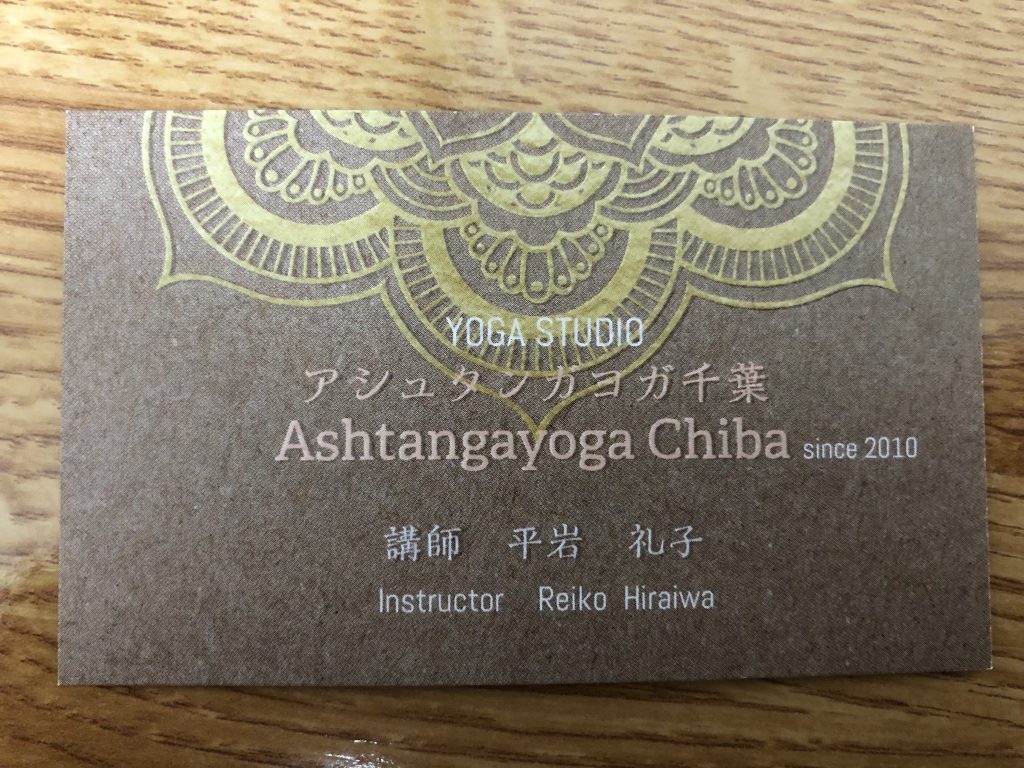 YOGA STUDIO
アシュタンガヨガ千葉
Ashtangayoga Chiba since 2010
講師　平岩　礼子
Instructor Reiko Hiraiwa